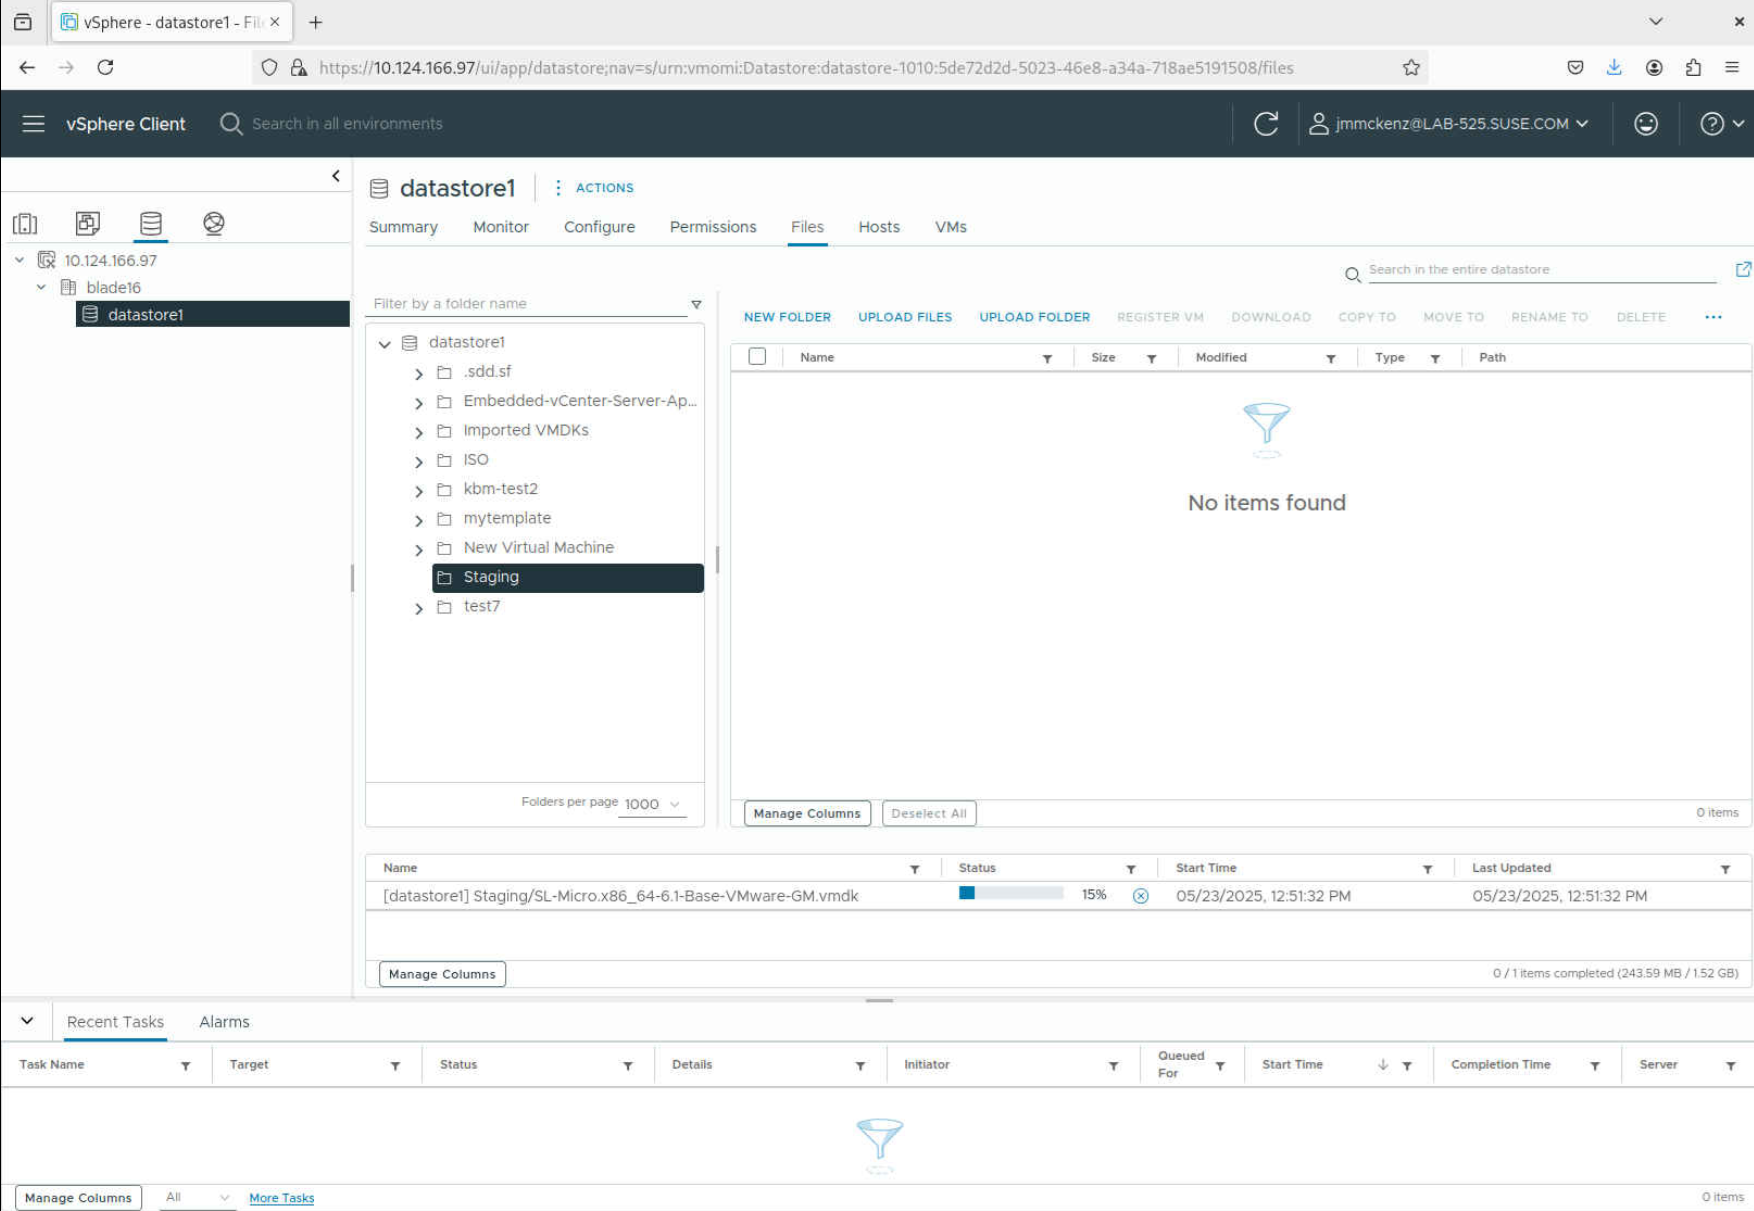 vSphere - datastore1 - Fil
https://10.124.166.97/ui/app/datastore;nav=s/urn:vmomi:Datastore:datastore-1010:5de72d2d-5023-46e8-a34a-718ae5191508/files
vSphere Client
Search in all environments
jmmckenz@LAB-525.SUSE.COM
datastore1
ACTIONS
Summary Monitor Configure Permissions Files Hosts VMs
10.124.166.97
blade16
datastore1
Search in the entire datastore
Filter by a folder name
NEW FOLDER UPLOAD FILES UPLOAD FOLDER REGISTER VM DOWNLOAD COPY TO MOVE TO RENAME TO DELETE
datastore1
.sdd.sf
Embedded-vCenter-Server-Ap...
Imported VMDKs
ISO
kbm-test2
mytemplate
New Virtual Machine
Staging
test7
Folders per page 1000
Name Size Modified Type Path
No items found
Manage Columns Deselect All 0 items
Name Status Start Time Last Updated
[datastore1] Staging/SL-Micro.x86_64-6.1-Base-VMware-GM.vmdk 15% 05/23/2025, 12:51:32 PM 05/23/2025, 12:51:32 PM
Manage Columns 0 / 1 items completed (243.59 MB / 1.52 GB)
Recent Tasks Alarms
Task Name Target Status Details Initiator Queued For Start Time Completion Time Server
Manage Columns All More Tasks 0 items